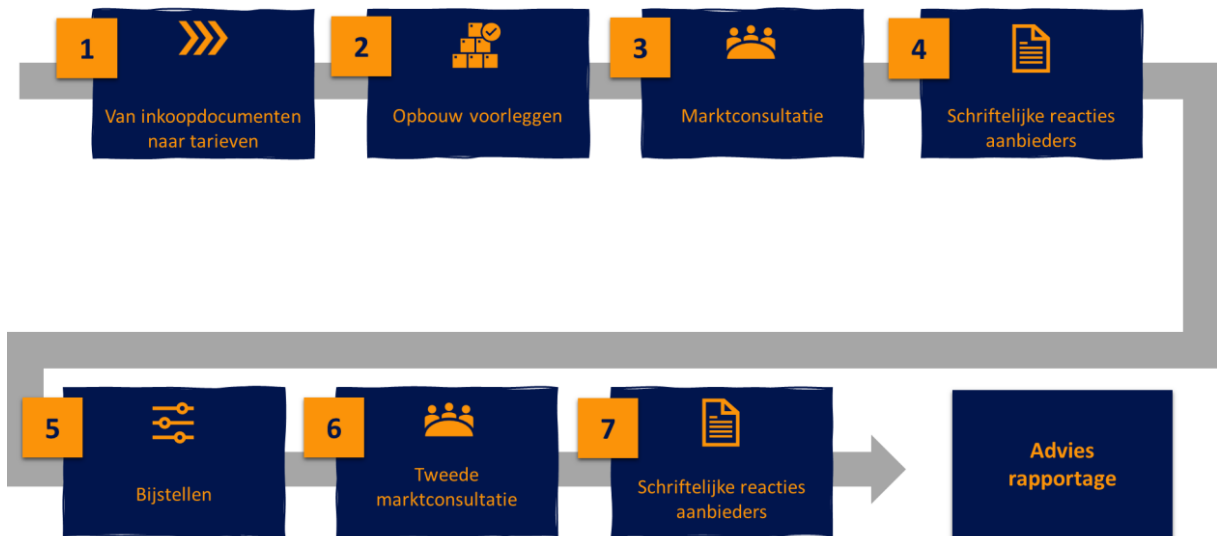 1
Van inkoopdocumenten
naar tarieven
2
Opbouw voorleggen
3
Marktconsultatie
4
Schriftelijke reacties
aanbieders
5
Bijstellen
6
Tweede
marktconsultatie
7
Schriftelijke reacties
aanbieders
Advies
rapportage